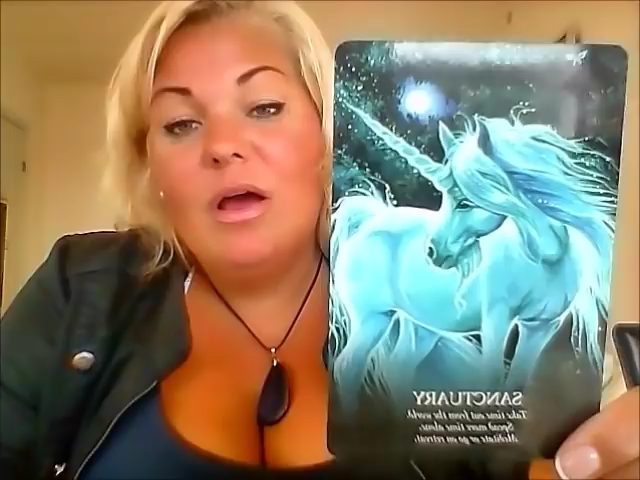 SANCTUARY
Take time out from the world.
Spend more time alone.
Meditate or go on retreat.